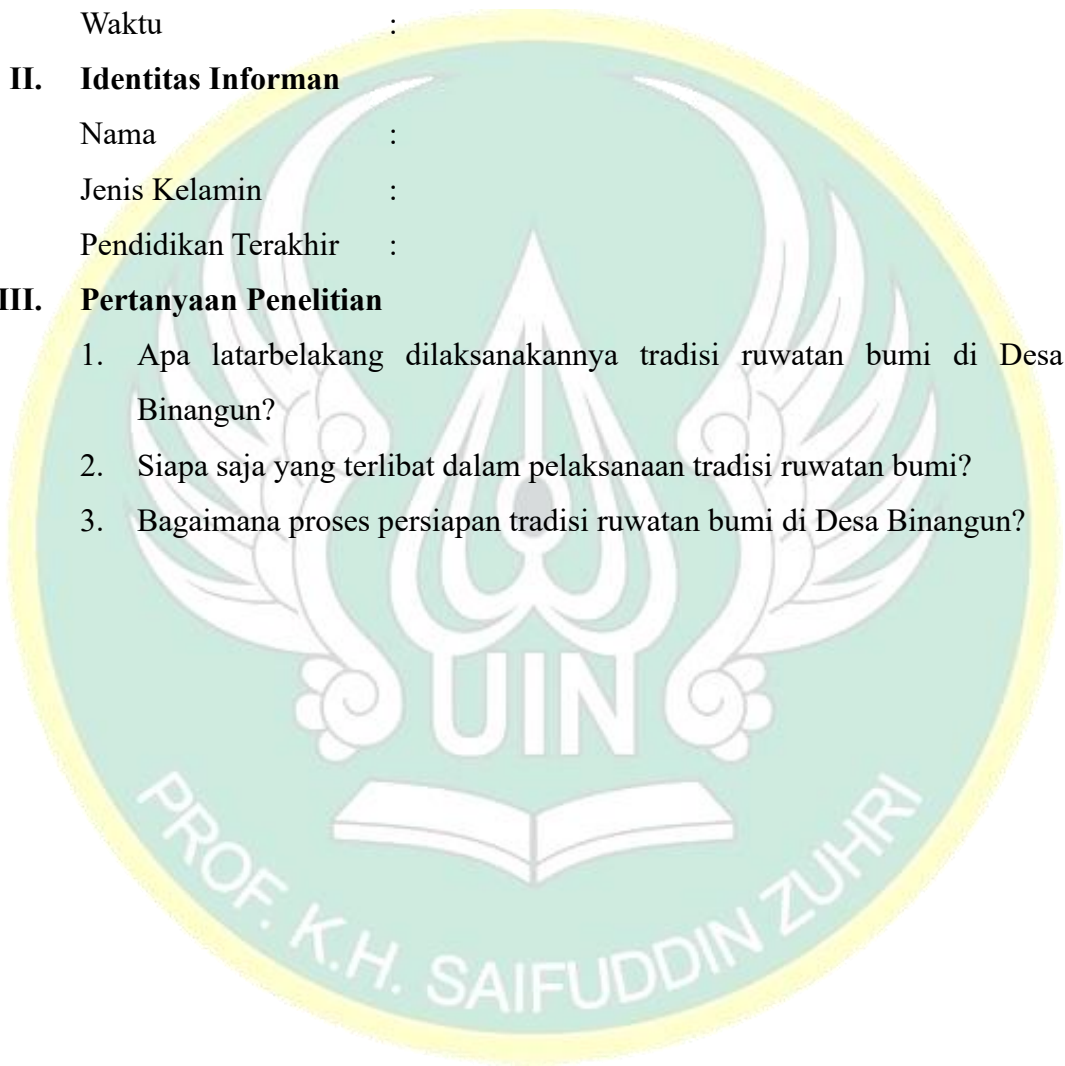 Waktu :
II. Identitas Informan
Nama :
Jenis Kelamin :
Pendidikan Terakhir :
III. Pertanyaan Penelitian
1. Apa latarbelakang dilaksanakannya tradisi ruwatan bumi di Desa
Binangun?
2. Siapa saja yang terlibat dalam pelaksanaan tradisi ruwatan bumi?
3. Bagaimana proses persiapan tradisi ruwatan bumi di Desa Binangun?
UIN
PROF. K.H. SAIFUDDIN ZUHRI